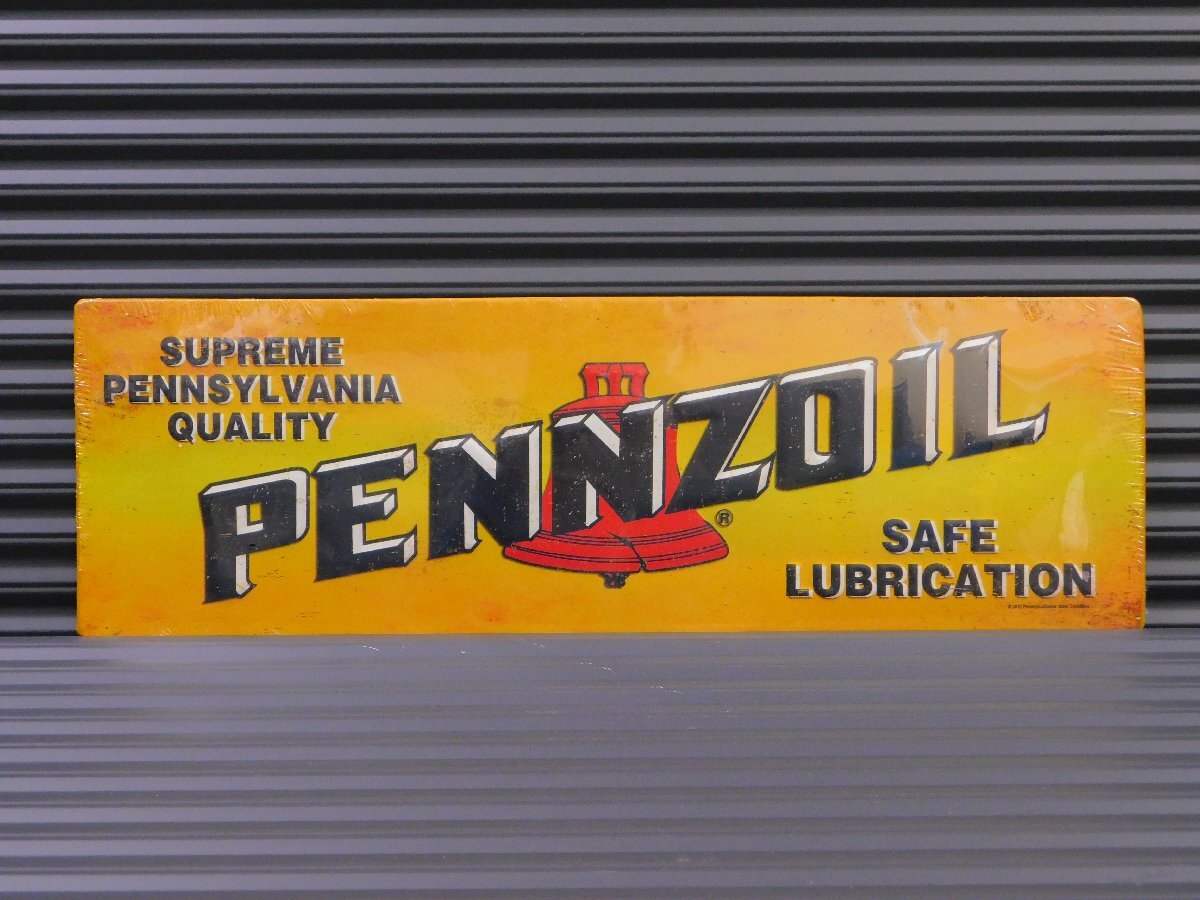 SUPREME
PENNSYLVANIA
QUALITY
PENNZOIL
®
SAFE
LUBRICATION